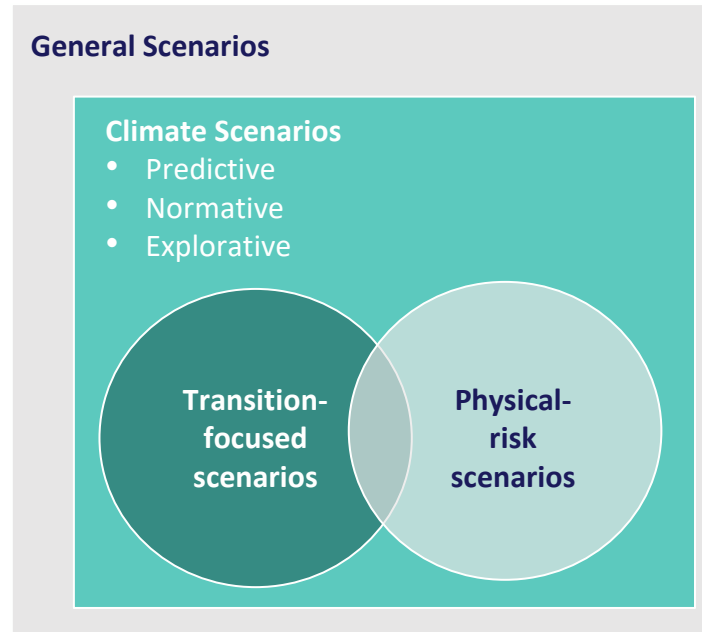 General Scenarios
Climate Scenarios
• Predictive
• Normative
• Explorative
Transition-
focused
scenarios
Physical-
risk
scenarios